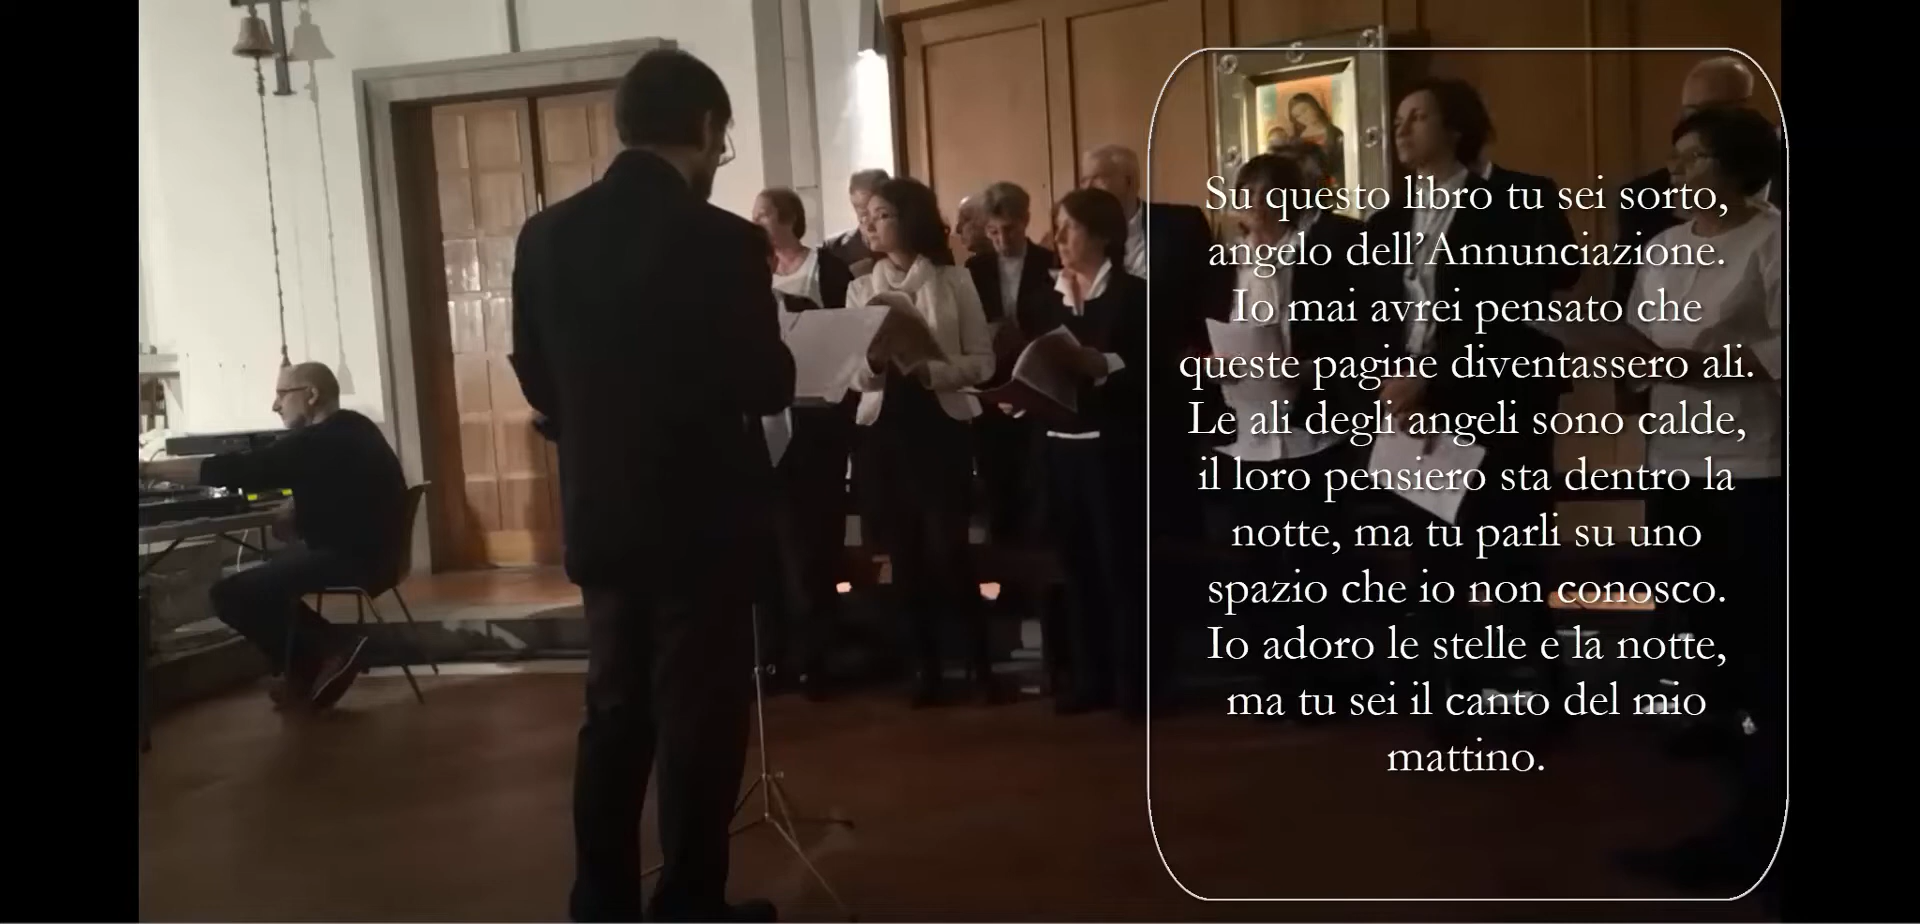 Su questo libro tu sei sorto,
angelo dell’Annunciazione.
Io mai avrei pensato che
queste pagine diventassero ali.
Le ali degli angeli sono calde,
il loro pensiero sta dentro la
notte, ma tu parli su uno
spazio che io non conosco.
Io adoro le stelle e la notte,
ma tu sei il canto del mio
mattino.